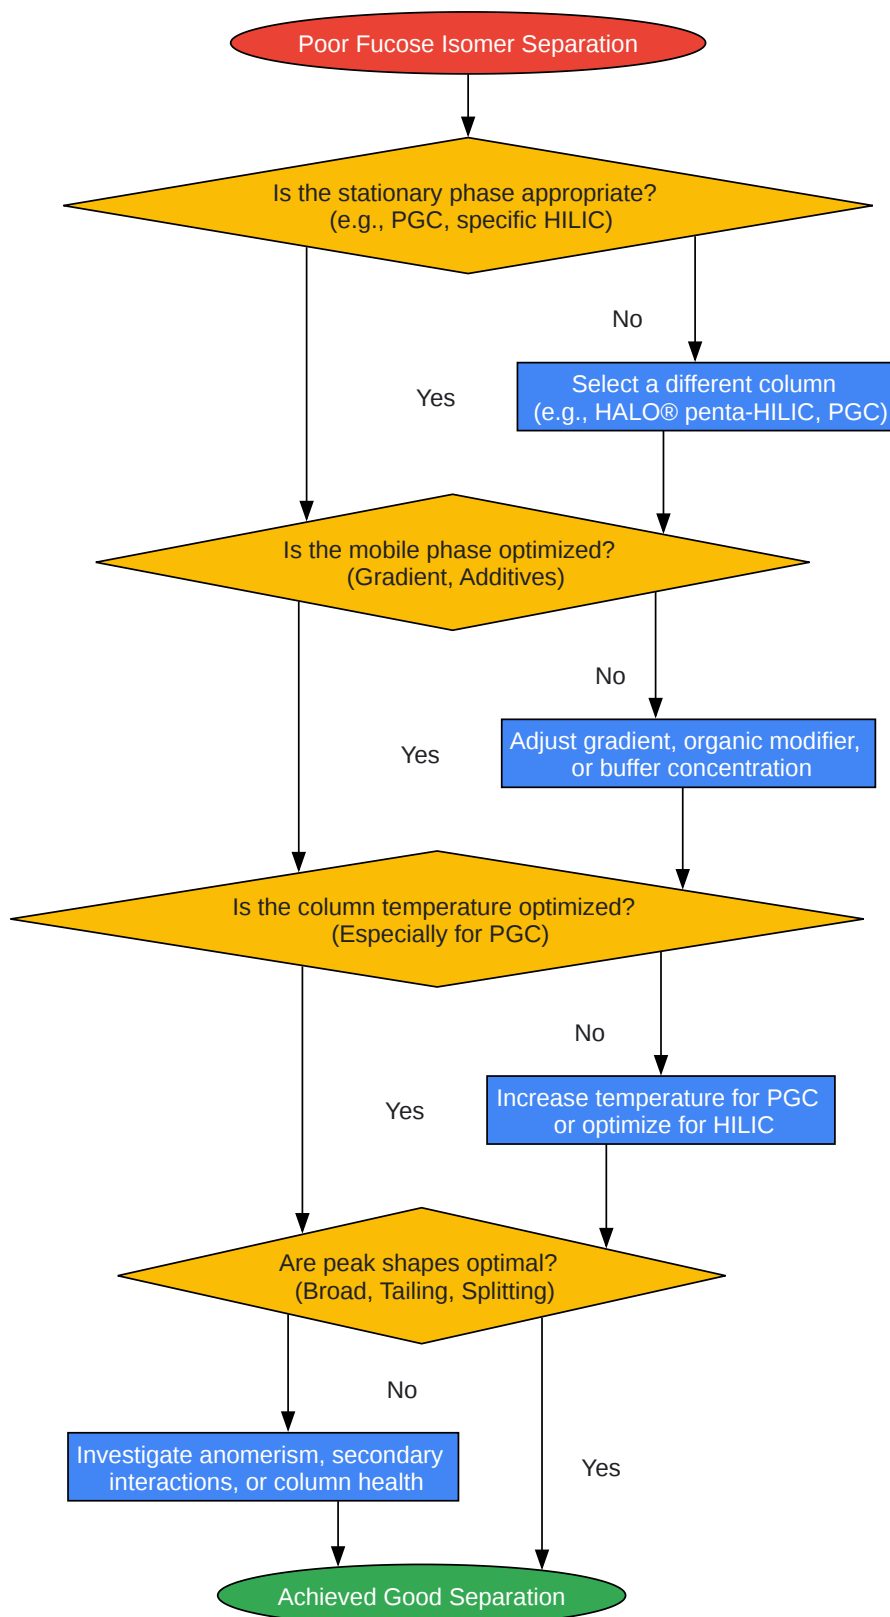 Poor Fucose Isomer Separation
Is the stationary phase appropriate?
(e.g., PGC, specific HILIC)
No
Select a different column
(e.g., HALO® penta-HILIC, PGC)
Yes
Is the mobile phase optimized?
(Gradient, Additives)
No
Adjust gradient, organic modifier,
or buffer concentration
Yes
Is the column temperature optimized?
(Especially for PGC)
No
Increase temperature for PGC
or optimize for HILIC
Yes
Are peak shapes optimal?
(Broad, Tailing, Splitting)
No
Investigate anomerism, secondary
interactions, or column health
Yes
Achieved Good Separation